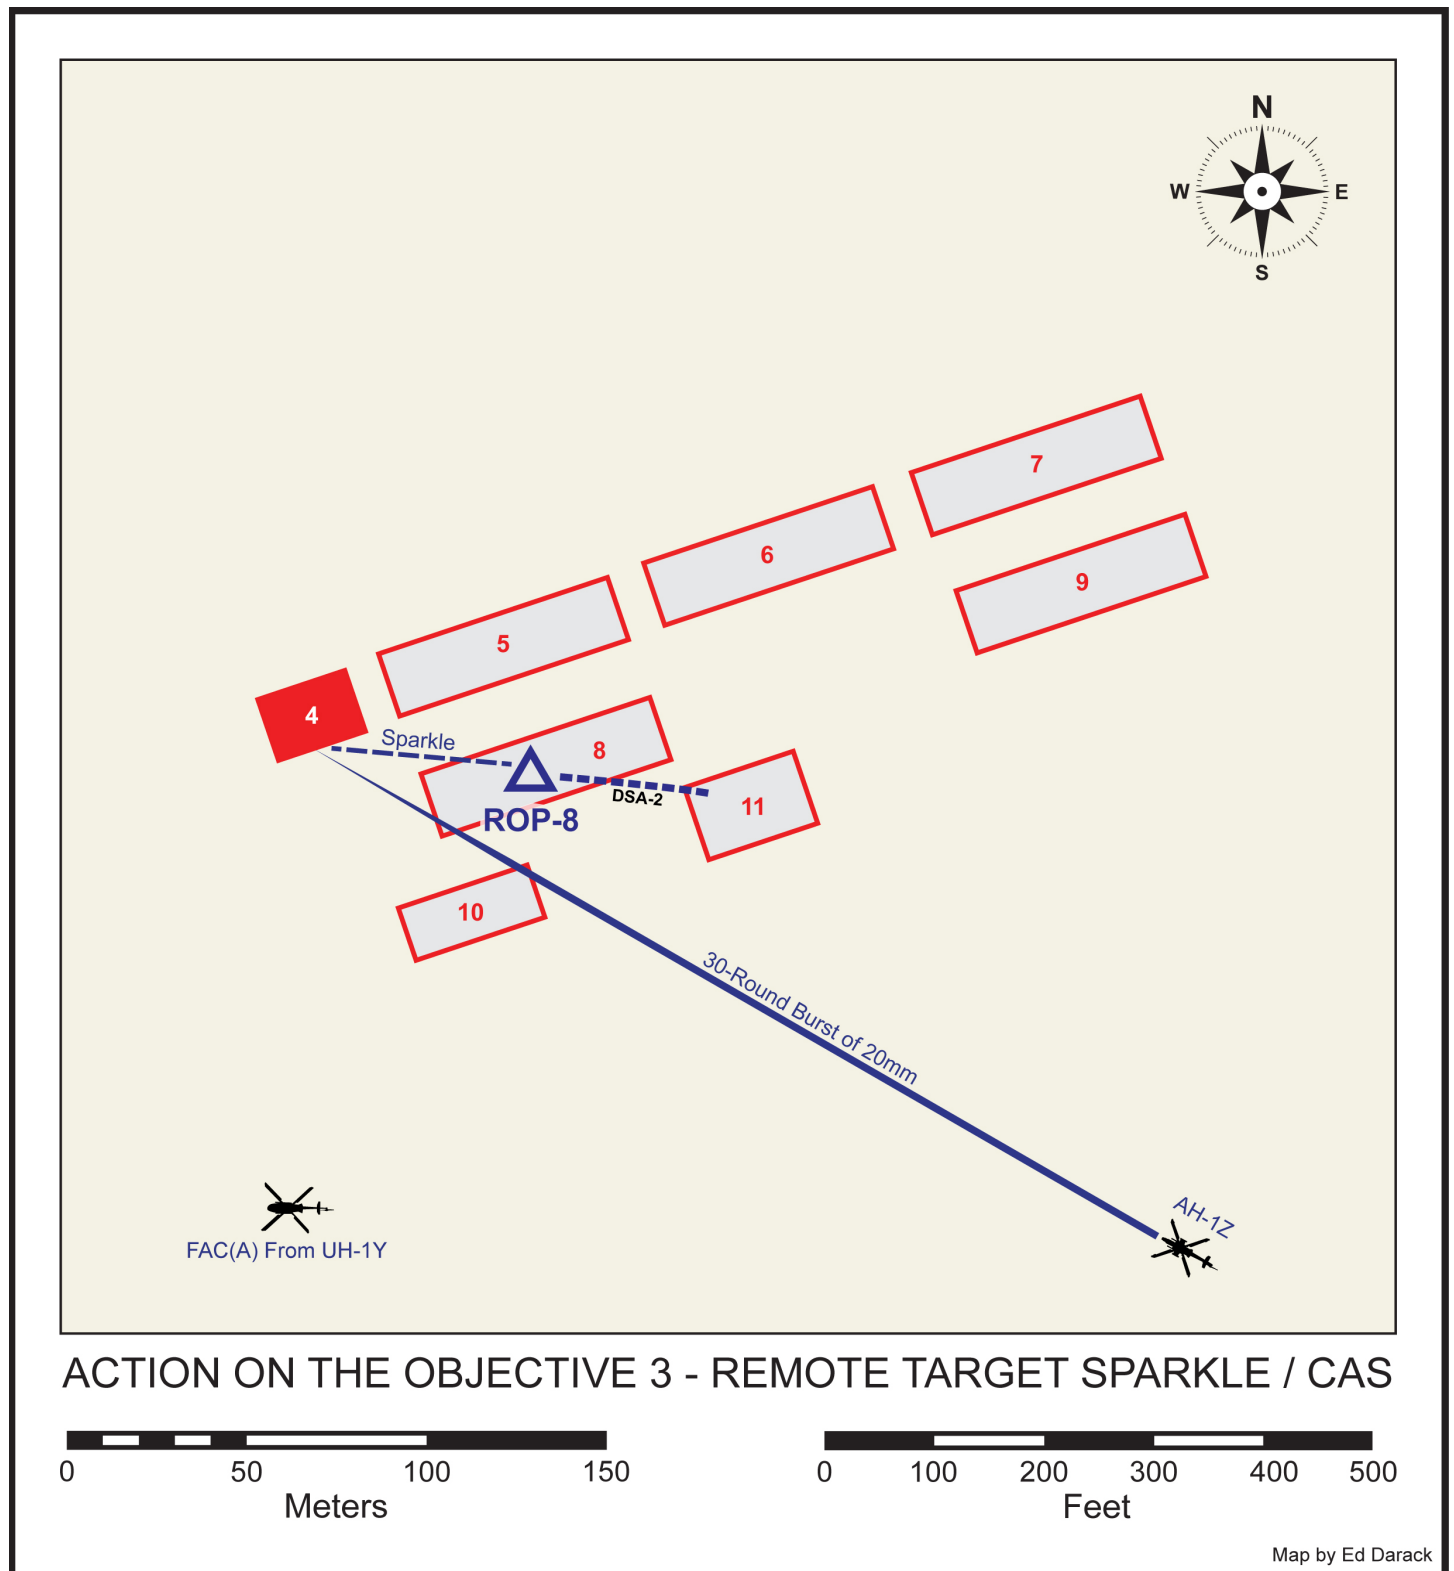 N
W
E
S
7
6
9
5
4
Sparkle
8
DSA-2
11
ROP-8
10
30-Round Burst of 20mm
AH-1Z
FAC(A) From UH-1Y
ACTION ON THE OBJECTIVE 3 - REMOTE TARGET SPARKLE / CAS
0 50 100 150
Meters
0 100 200 300 400 500
Feet
Map by Ed Darack